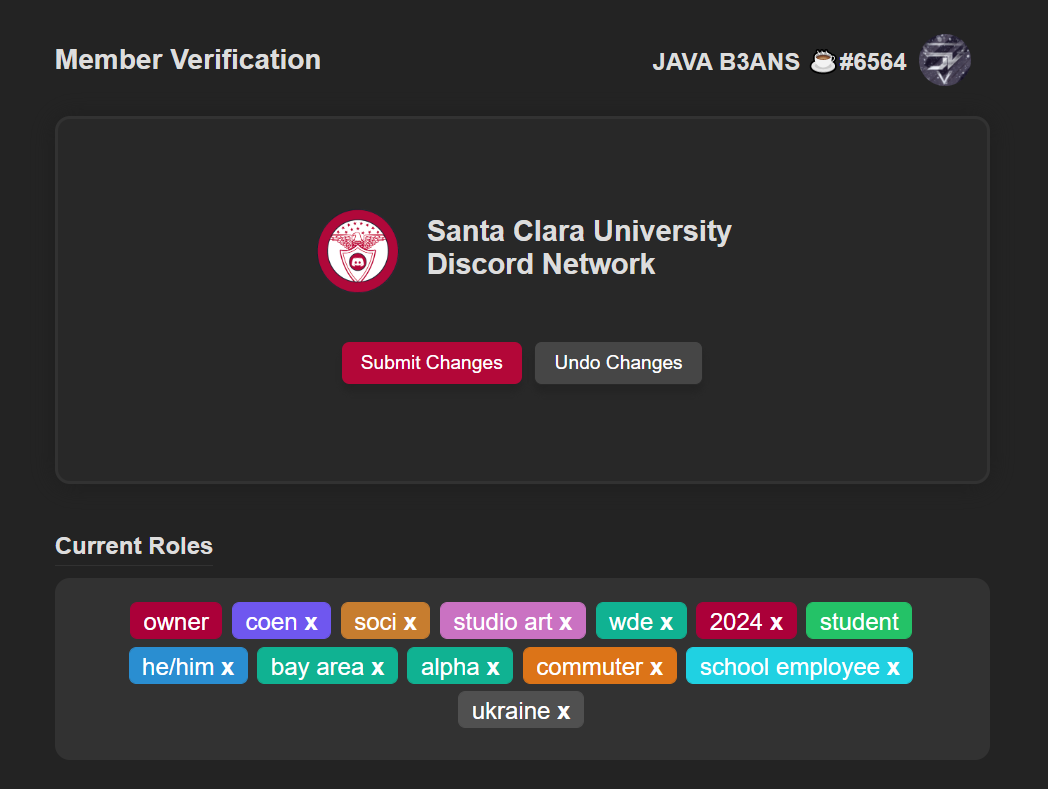 Member Verification
JAVA B3ANS ☕#6564
Santa Clara University
Discord Network
Submit Changes
Undo Changes
Current Roles
owner coen x soci x studio art x wde x 2024 x student
he/him x bay area x alpha x commuter x school employee x
ukraine x